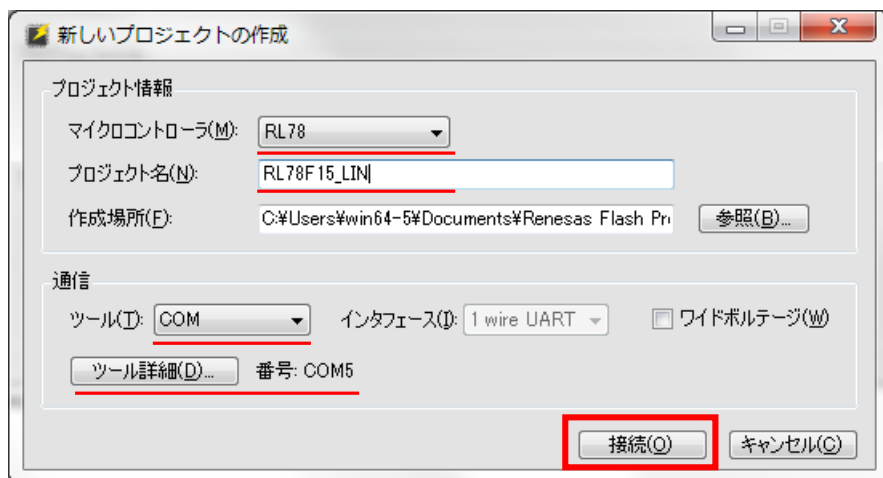 新しいプロジェクトの作成
プロジェクト情報
マイクロコントローラ(M): RL78
プロジェクト名(N): RL78F15_LIN
作成場所(F): C:¥Users¥win64-5¥Documents¥Renesas Flash Pr 参照(B)...
通信
ツール(T): COM インタフェース(I): 1 wire UART ワイドボルテージ(W)
ツール詳細(D)... 番号: COM5
接続(O) キャンセル(C)